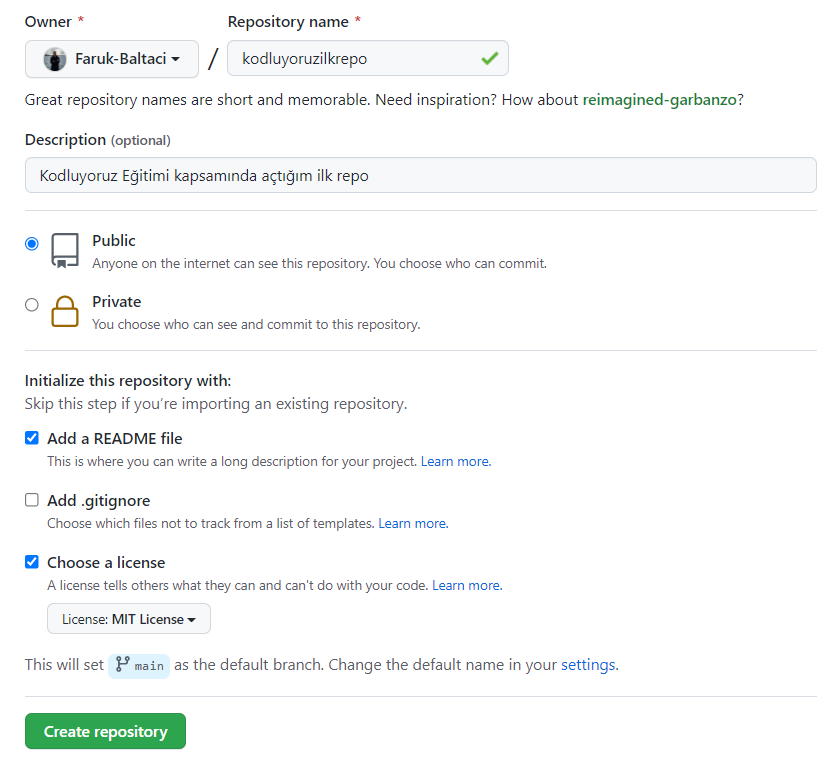 Owner * Repository name *
Faruk-Baltaci / kodluyoruzilkrepo
Great repository names are short and memorable. Need inspiration? How about reimagined-garbanzo?
Description (optional)
Kodluyoruz Eğitimi kapsamında açtığım ilk repo
Public
Anyone on the internet can see this repository. You choose who can commit.
Private
You choose who can see and commit to this repository.
Initialize this repository with:
Skip this step if you're importing an existing repository.
Add a README file
This is where you can write a long description for your project. Learn more.
Add .gitignore
Choose which files not to track from a list of templates. Learn more.
Choose a license
A license tells others what they can and can't do with your code. Learn more.
License: MIT License
This will set main as the default branch. Change the default name in your settings.
Create repository